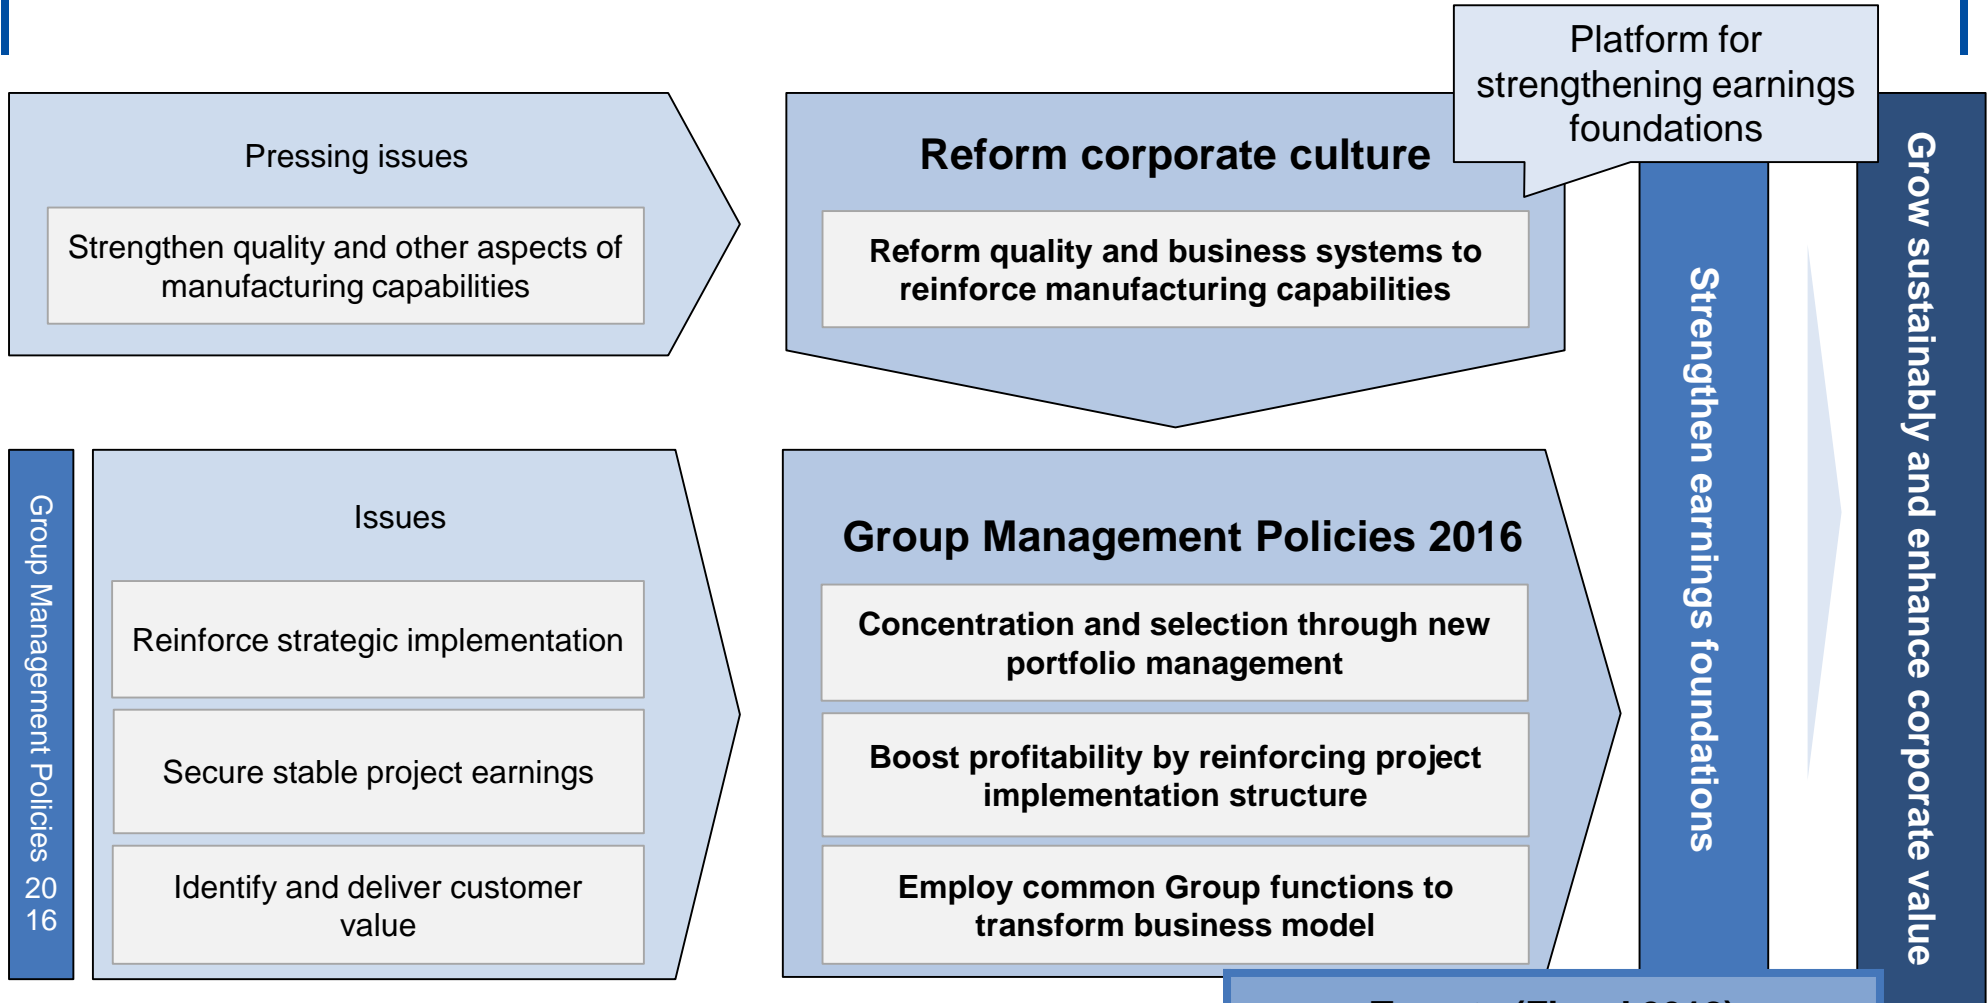 Platform for
strengthening earnings
foundations
Pressing issues
Strengthen quality and other aspects of
manufacturing capabilities
Reform corporate culture
Reform quality and business systems to
reinforce manufacturing capabilities
Group Management Policies 20
16
Issues
Reinforce strategic implementation
Secure stable project earnings
Identify and deliver customer
value
Group Management Policies 2016
Concentration and selection through new
portfolio management
Boost profitability by reinforcing project
implementation structure
Employ common Group functions to
transform business model
Strengthen earnings foundations
Grow sustainably and enhance corporate value